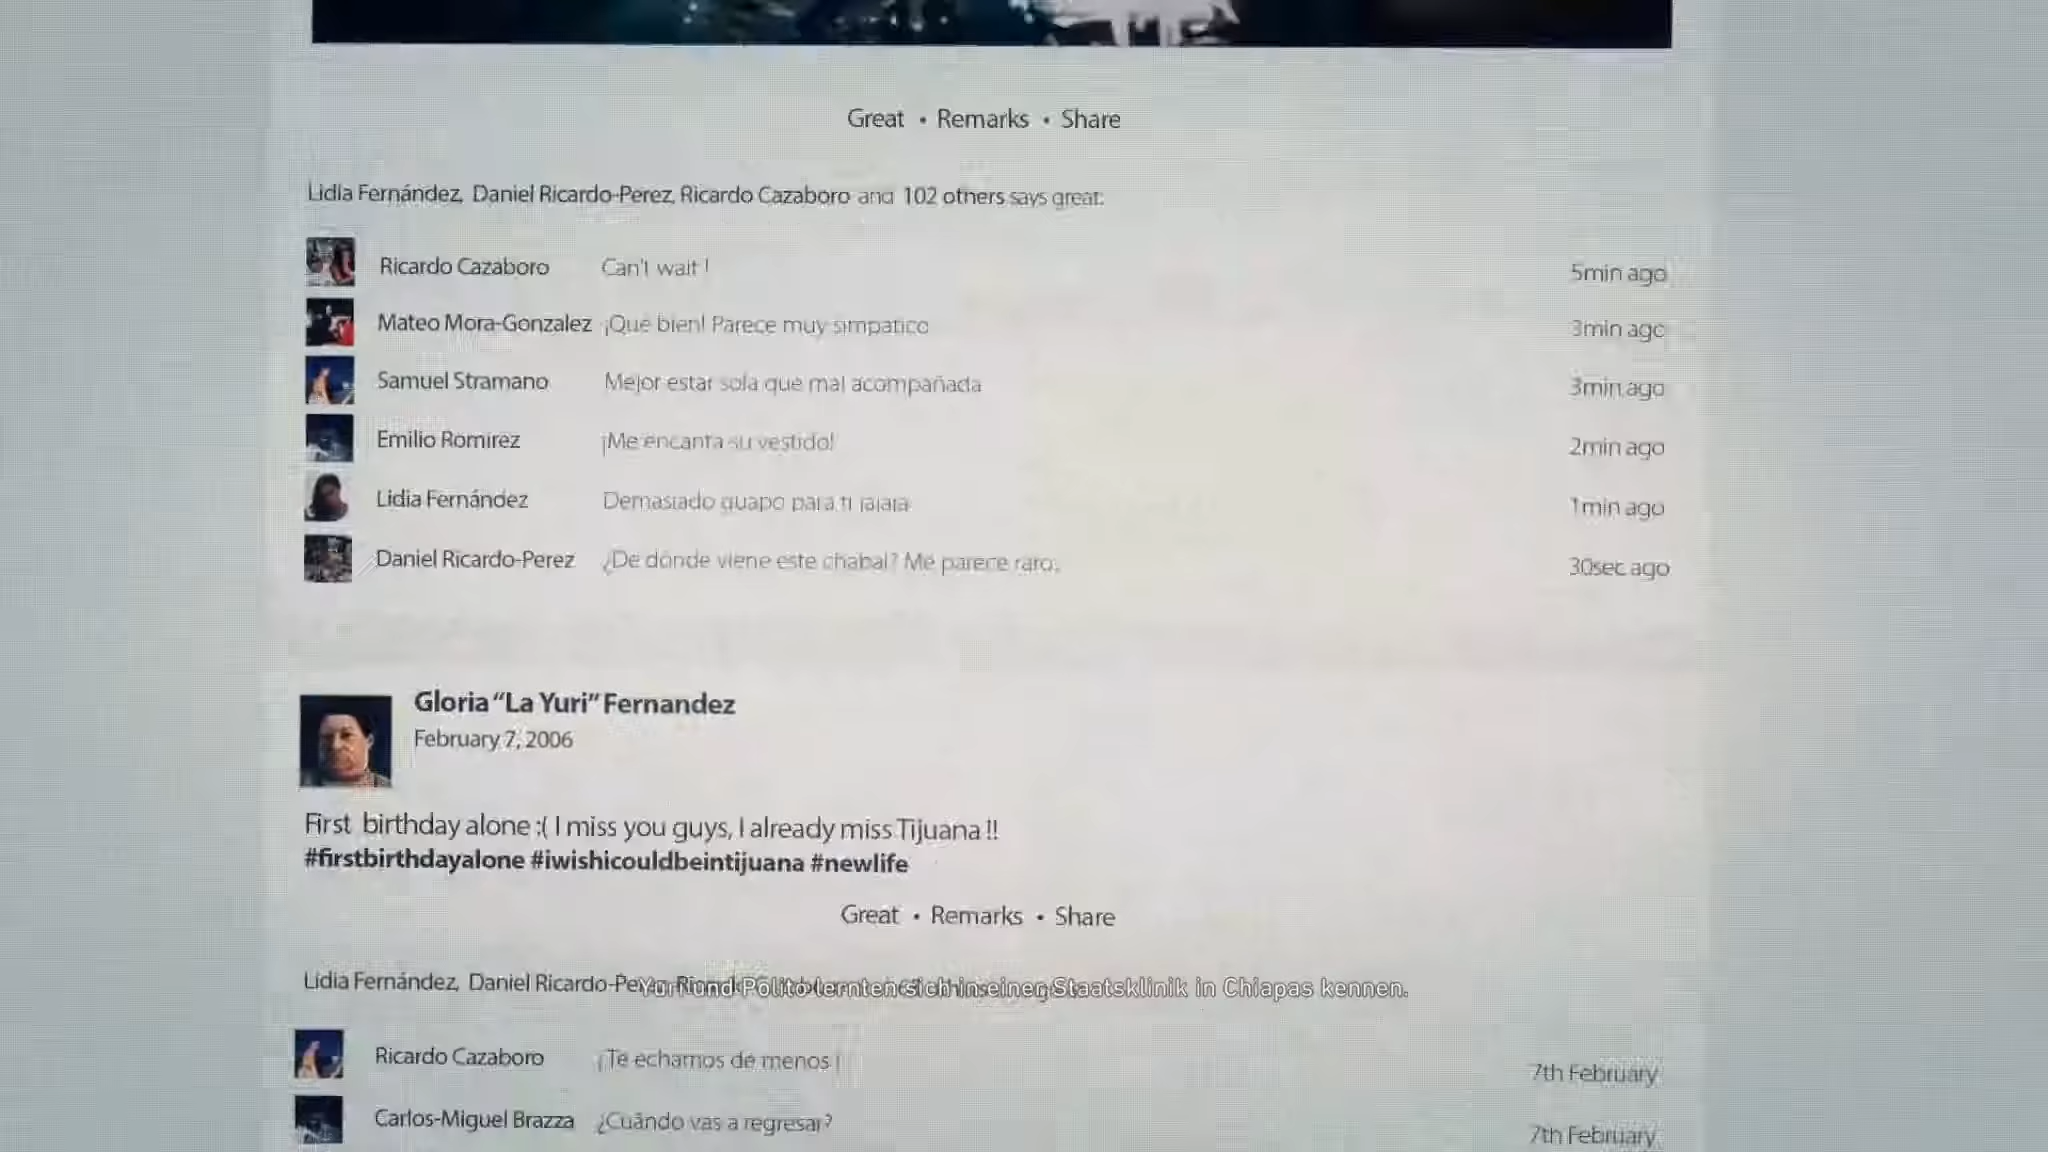 Great • Remarks • Share
Lidia Fernández, Daniel Ricardo-Perez, Ricardo Cazaboro and 102 others says great.
Ricardo Cazaboro Can't wait ! 5min ago
Mateo Mora-Gonzalez ¡Qué bien! Parece muy simpatico 3min ago
Samuel Stramano Mejor estar sola que mal acompañada 3min ago
Emilio Romirez ¡Me encanta su vestido! 2min ago
Lidia Fernández Demasiado guapo para ti jajaja 1min ago
Daniel Ricardo-Perez ¿De dónde viene este chabal? Me parece raro. 30sec ago
Gloria “La Yuri” Fernandez
February 7, 2006
First birthday alone :( I miss you guys, I already miss Tijuana !!
#firstbirthdayalone #iwishicouldbeintijuana #newlife
Great • Remarks • Share
Lidia Fernández, Daniel Ricardo-
Yuri und Polito lernten sich in einer Staatsklinik in Chiapas kennen.
Ricardo Cazaboro ¡Te echamos de menos ! 7th February
Carlos-Miguel Brazza ¿Cuándo vas a regresar? 7th February